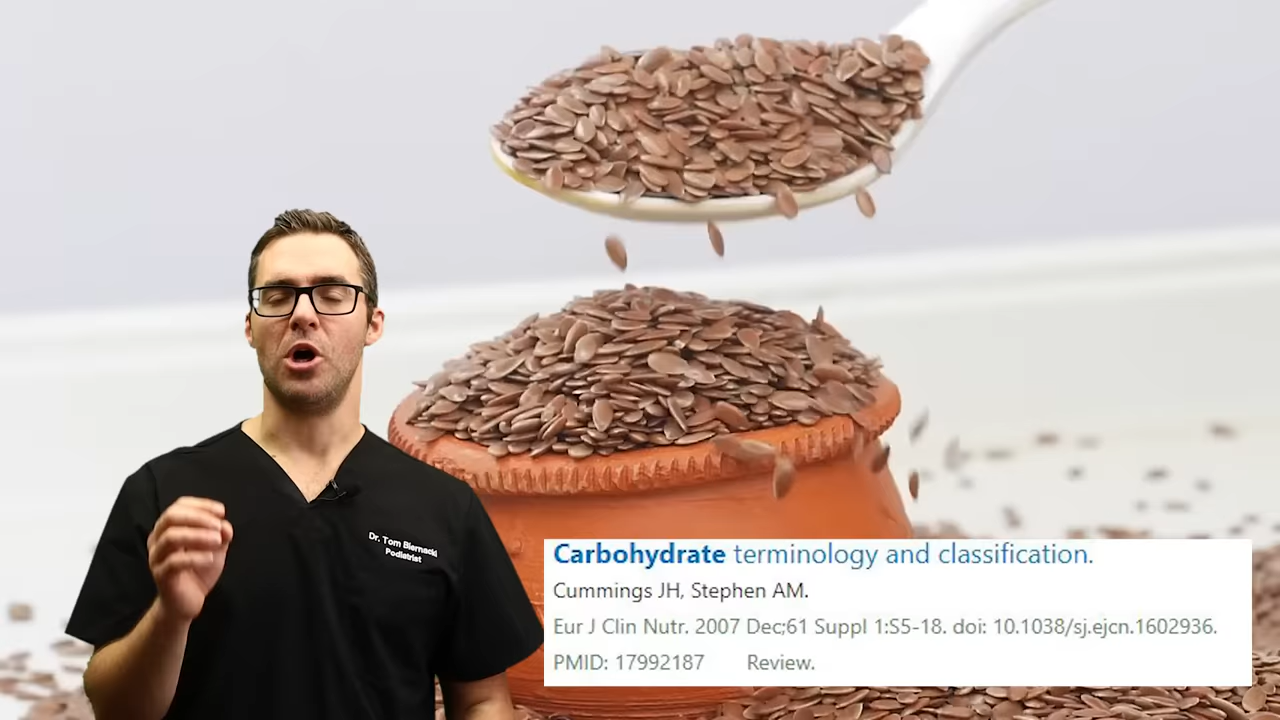 Dr. Tom Biernacki
Podiatrist
Carbohydrate terminology and classification.
Cummings JH, Stephen AM.
Eur J Clin Nutr. 2007 Dec;61 Suppl 1:S5-18. doi: 10.1038/sj.ejcn.1602936.
PMID: 17992187 Review.